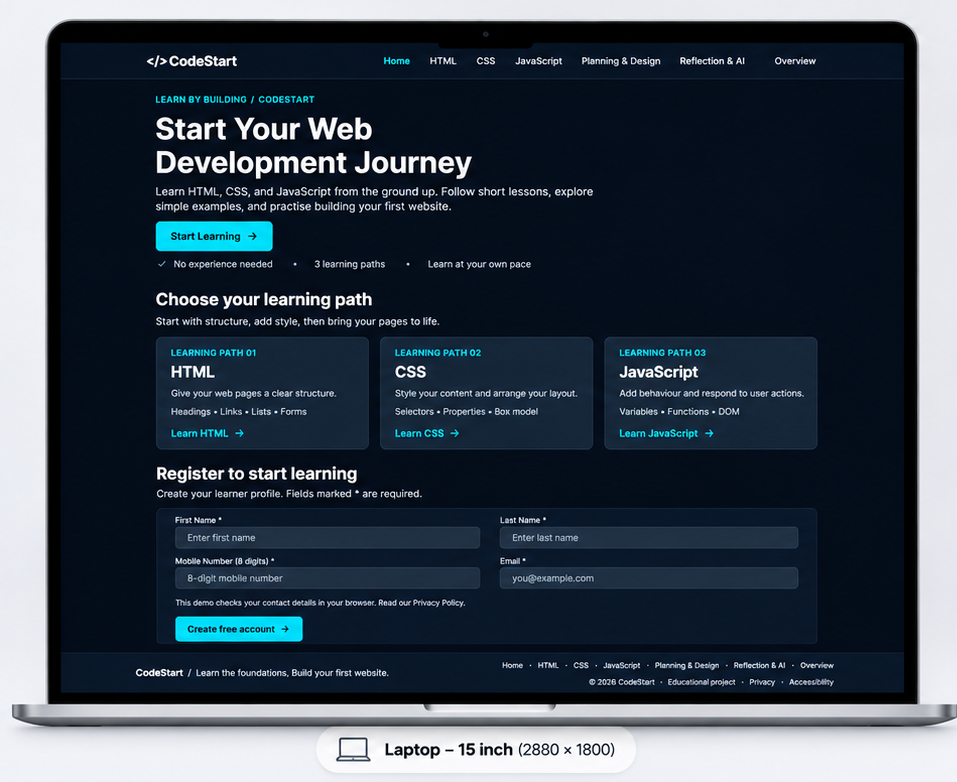 </> CodeStart
Home HTML CSS JavaScript Planning & Design Reflection & AI Overview
LEARN BY BUILDING / CODESTART
Start Your Web
Development Journey
Learn HTML, CSS, and JavaScript from the ground up. Follow short lessons, explore
simple examples, and practise building your first website.
Start Learning →
✓ No experience needed • 3 learning paths • Learn at your own pace
Choose your learning path
Start with structure, add style, then bring your pages to life.
LEARNING PATH 01
HTML
Give your web pages a clear structure.
Headings • Links • Lists • Forms
Learn HTML →
LEARNING PATH 02
CSS
Style your content and arrange your layout.
Selectors • Properties • Box model
Learn CSS →
LEARNING PATH 03
JavaScript
Add behaviour and respond to user actions.
Variables • Functions • DOM
Learn JavaScript →
Register to start learning
Create your learner profile. Fields marked * are required.
First Name *
Enter first name
Last Name *
Enter last name
Mobile Number (8 digits) *
8-digit mobile number
Email *
you@example.com
This demo checks your contact details in your browser. Read our Privacy Policy.
Create free account →
CodeStart / Learn the foundations, Build your first website.
Home · HTML · CSS · JavaScript · Planning & Design · Reflection & AI · Overview
© 2026 CodeStart · Educational project · Privacy · Accessibility
Laptop – 15 inch (2880 × 1800)